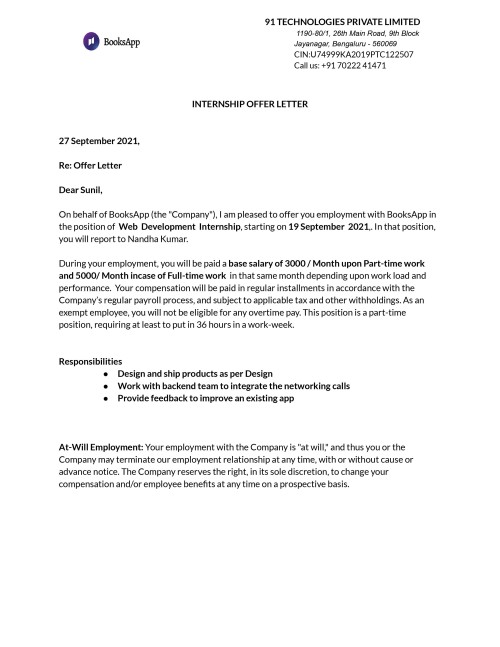 91 TECHNOLOGIES PRIVATE LIMITED
1190-80/1, 26th Main Road, 9th Block
BooksApp
Jayanagar, Bengaluru - 560069
CIN:U74999KA2019PTC122507
Call us: +91 70222 41471
INTERNSHIP OFFER LETTER
27 September 2021,
Re: Offer Letter
Dear Sunil,
On behalf of BooksApp (the "Company"), I am pleased to offer you employment with BooksApp in
the position of Web Development Internship, starting on 19 September 2021,. In that position,
you will report to Nandha Kumar.
During your employment, you will be paid a base salary of 3000 / Month upon Part-time work
and 5000/ Month incase of Full-time work in that same month depending upon work load and
performance. Your compensation will be paid in regular installments in accordance with the
Company's regular payroll process, and subject to applicable tax and other withholdings. As an
exempt employee, you will not be eligible for any overtime pay. This position is a part-time
position, requiring at least to put in 36 hours in a work-week.
Responsibilities
● Design and ship products as per Design
● Work with backend team to integrate the networking calls
● Provide feedback to improve an existing app
At-Will Employment: Your employment with the Company is "at will," and thus you or the
Company may terminate our employment relationship at any time, with or without cause or
advance notice. The Company reserves the right, in its sole discretion, to change your
compensation and/or employee benefits at any time on a prospective basis.